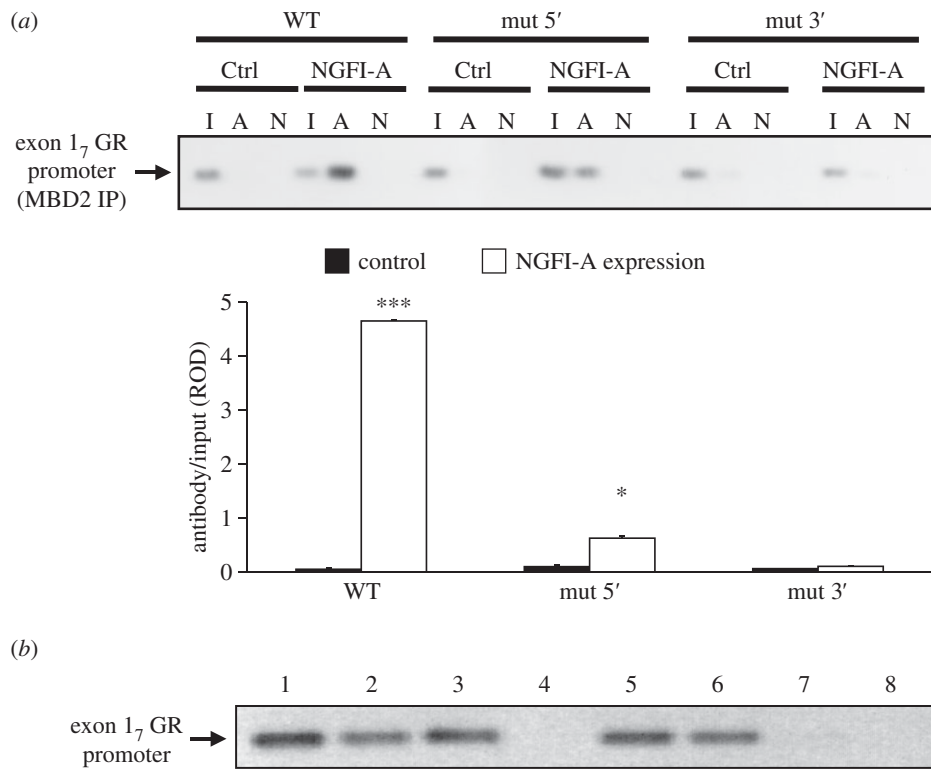 (a)
WT mut 5′ mut 3′
Ctrl NGFI-A Ctrl NGFI-A Ctrl NGFI-A
I A N I A N I A N I A N I A N I A N
exon 1₇ GR
promoter
(MBD2 IP)
control NGFI-A expression
antibody/input (ROD)
5
4
3
2
1
0
***
*
WT mut 5′ mut 3′
(b)
1 2 3 4 5 6 7 8
exon 1₇ GR
promoter